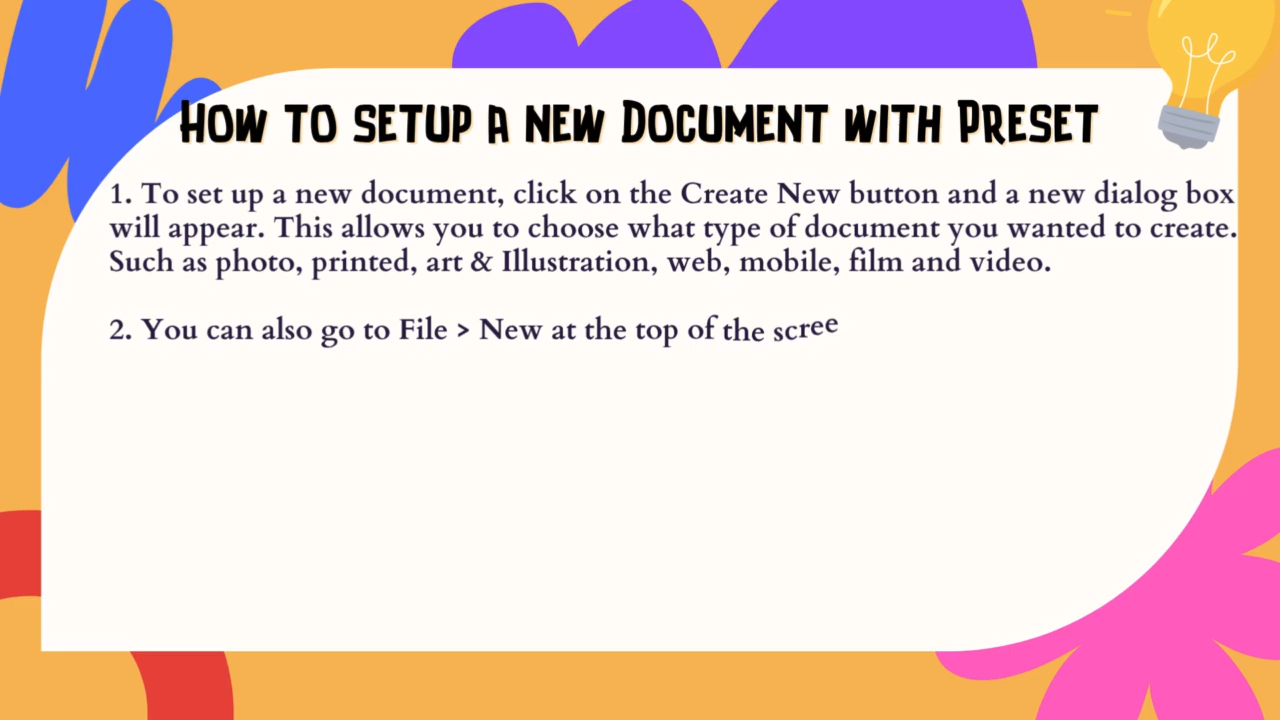 How to setup a new Document with Preset
1. To set up a new document, click on the Create New button and a new dialog box
will appear. This allows you to choose what type of document you wanted to create.
Such as photo, printed, art & Illustration, web, mobile, film and video.
2. You can also go to File > New at the top of the scree